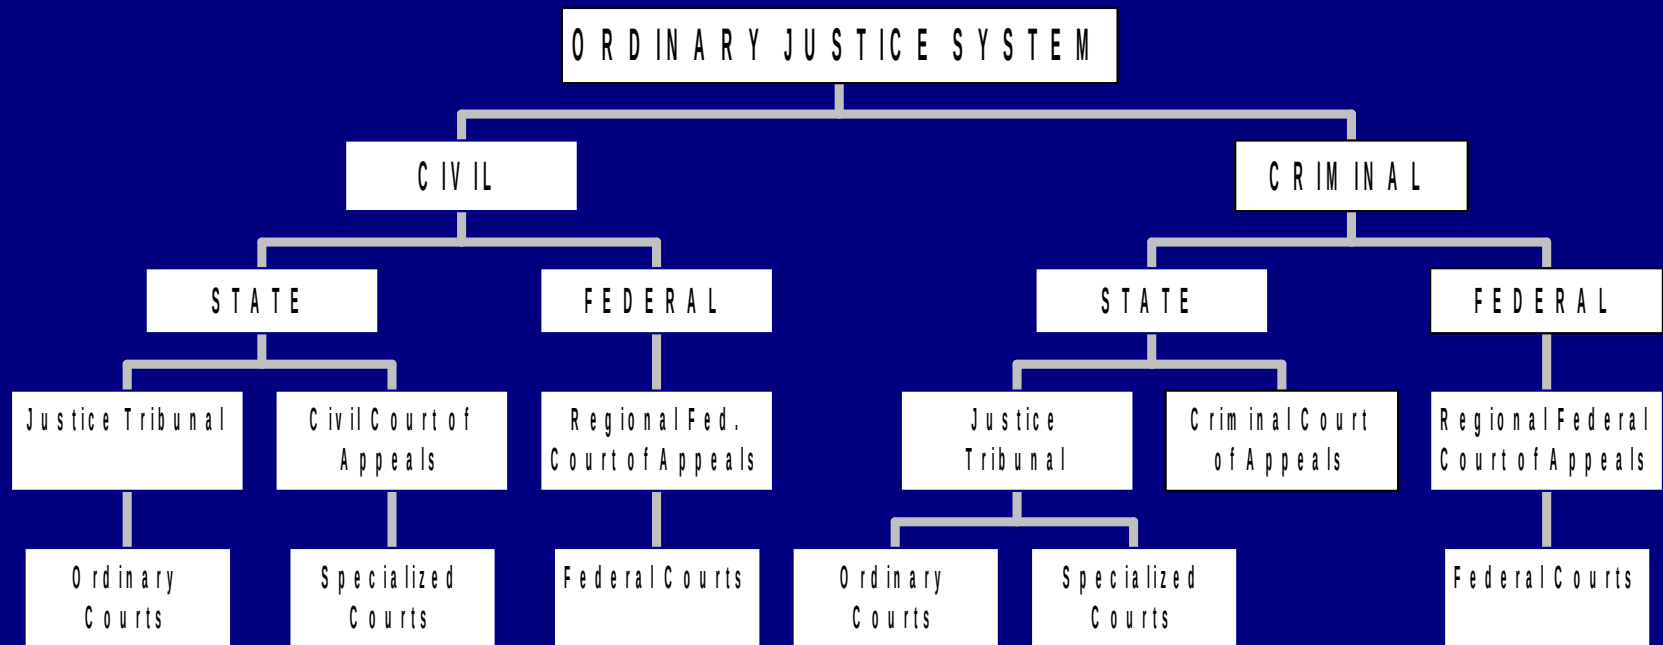 ORDINARY JUSTICE SYSTEM
CIVIL
CRIMINAL
STATE
FEDERAL
STATE
FEDERAL
Justice Tribunal
Civil Court of
Appeals
Regional Fed.
Court of Appeals
Justice
Tribunal
Criminal Court
of Appeals
Regional Federal
Court of Appeals
Ordinary
Courts
Specialized
Courts
Federal Courts
Ordinary
Courts
Specialized
Courts
Federal Courts